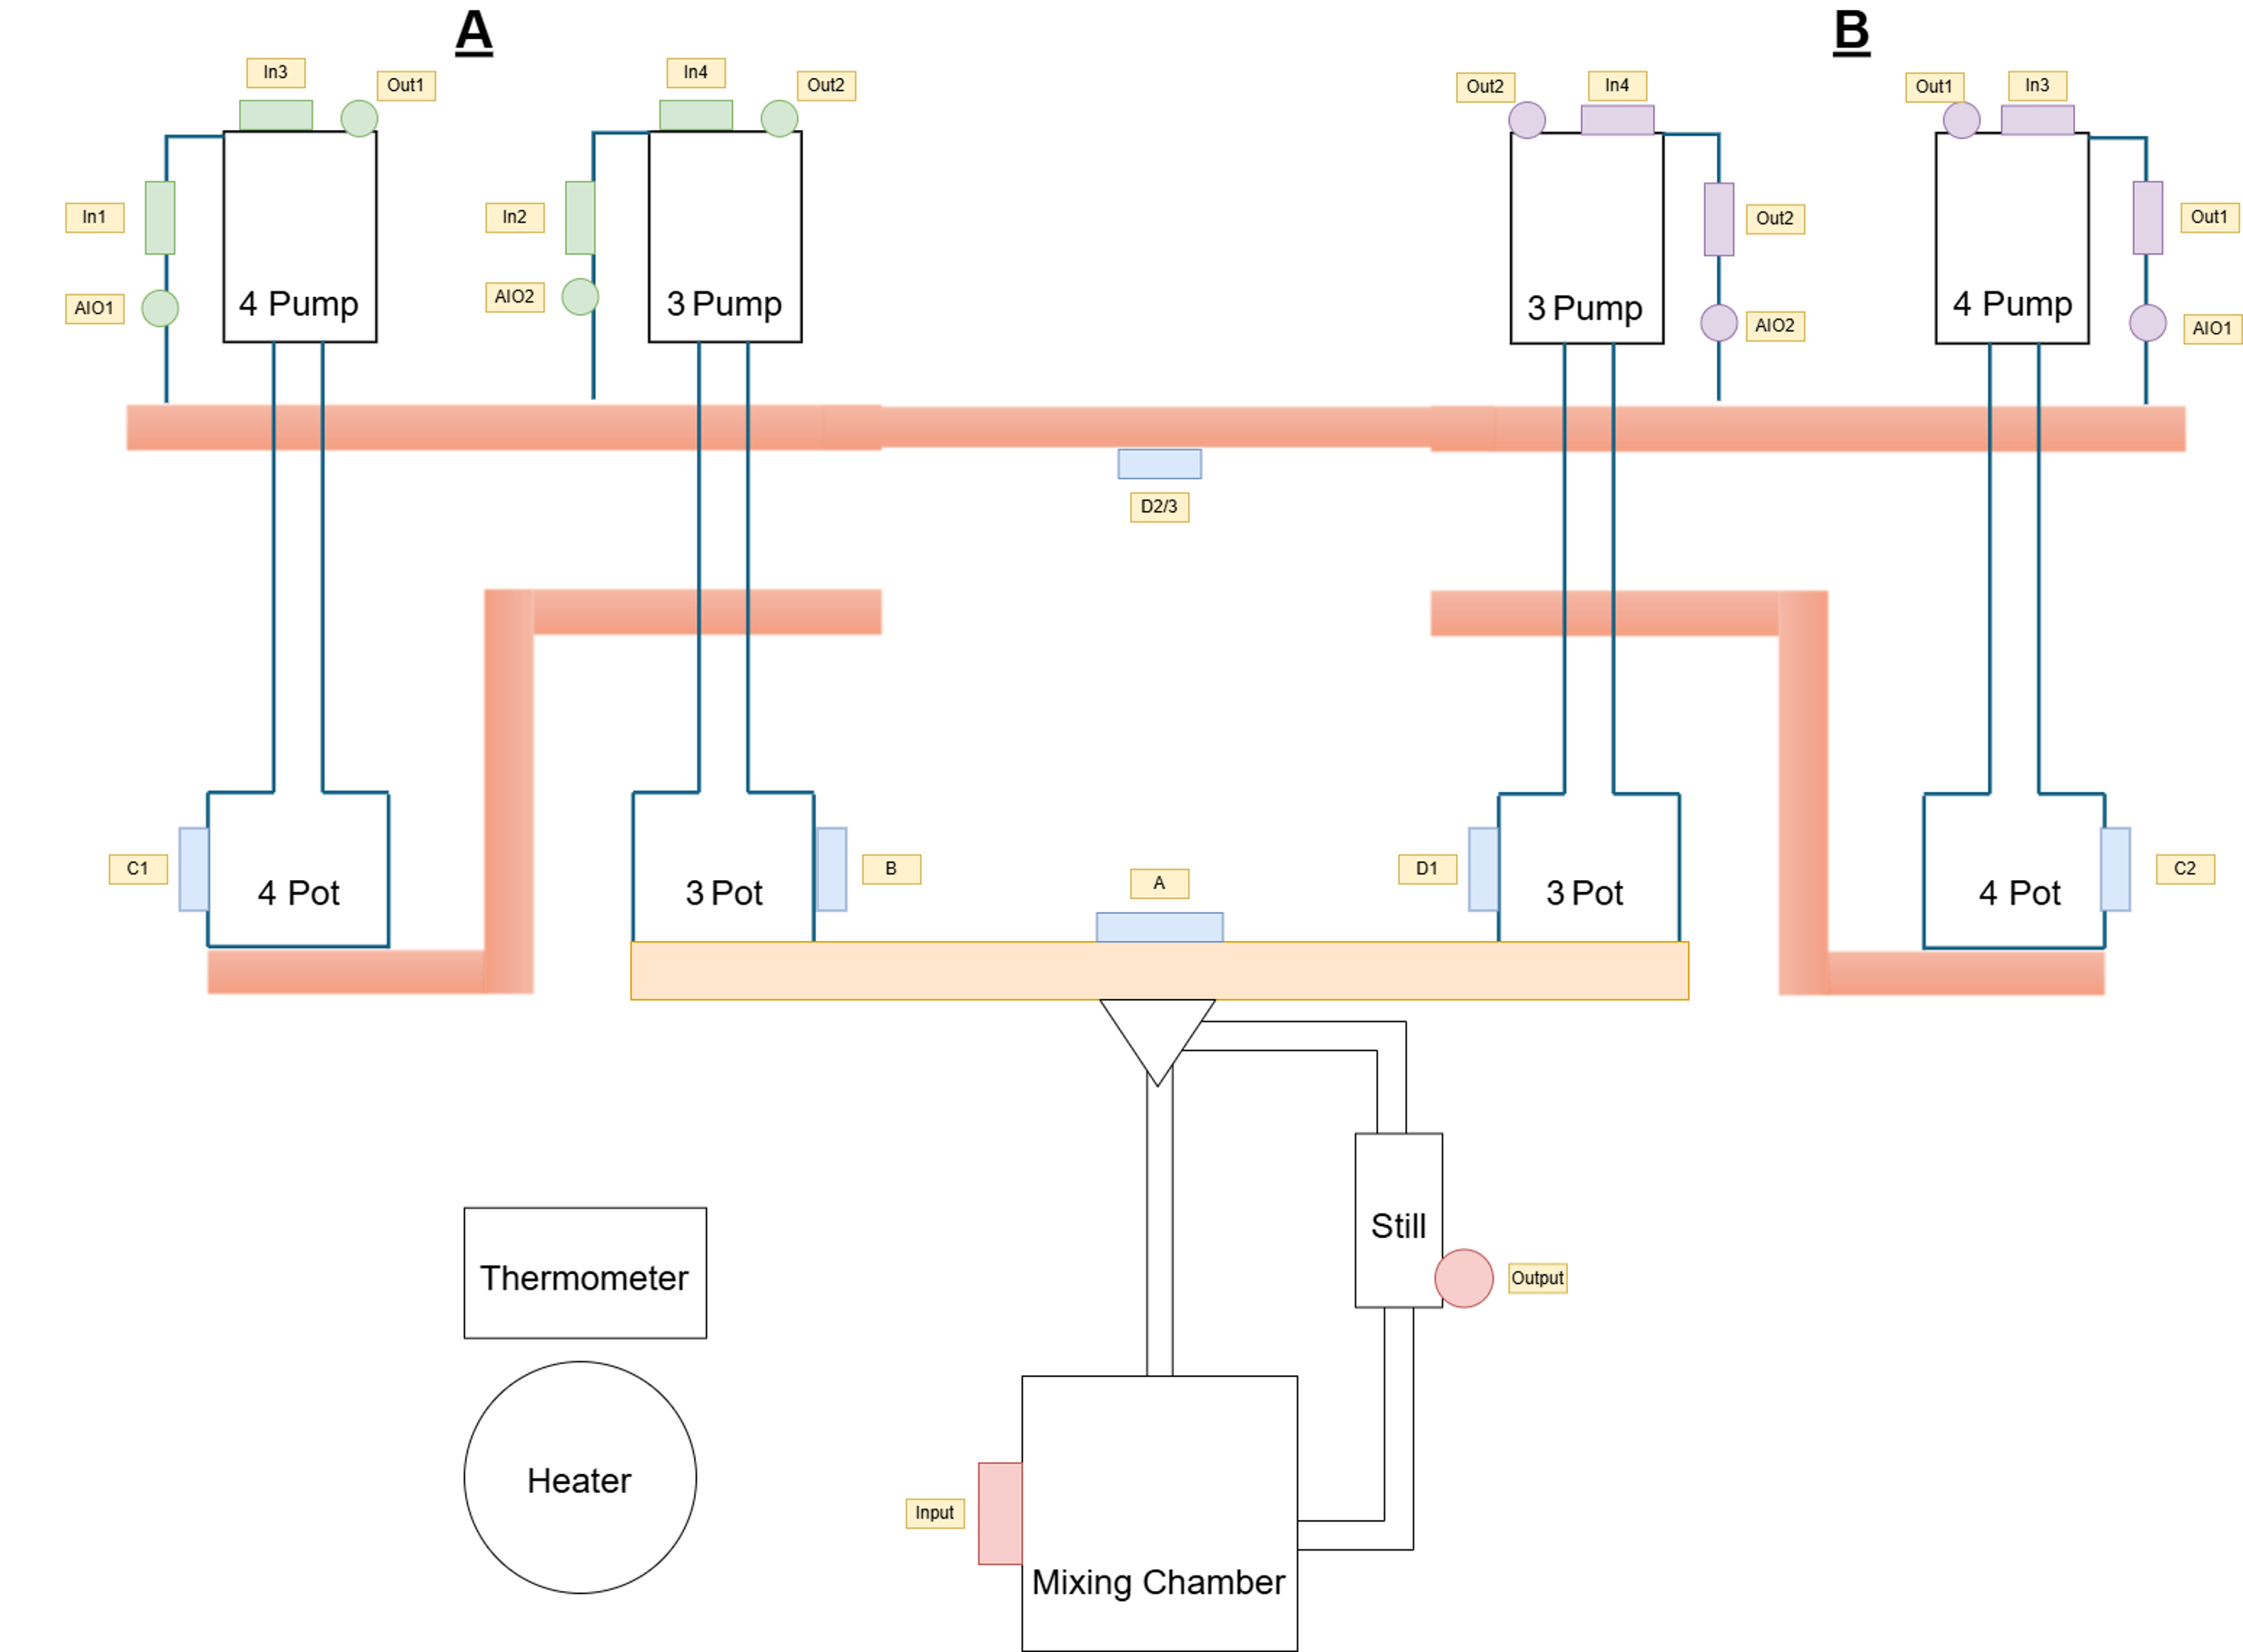 A
B
In3
Out1
In4
Out2
Out2
In4
Out1
In3
In1
In2
Out2
Out1
AIO1
4 Pump
AIO2
3 Pump
3 Pump
AIO2
4 Pump
AIO1
D2/3
C1
4 Pot
3 Pot
B
A
D1
3 Pot
4 Pot
C2
Still
Thermometer
Output
Heater
Input
Mixing Chamber